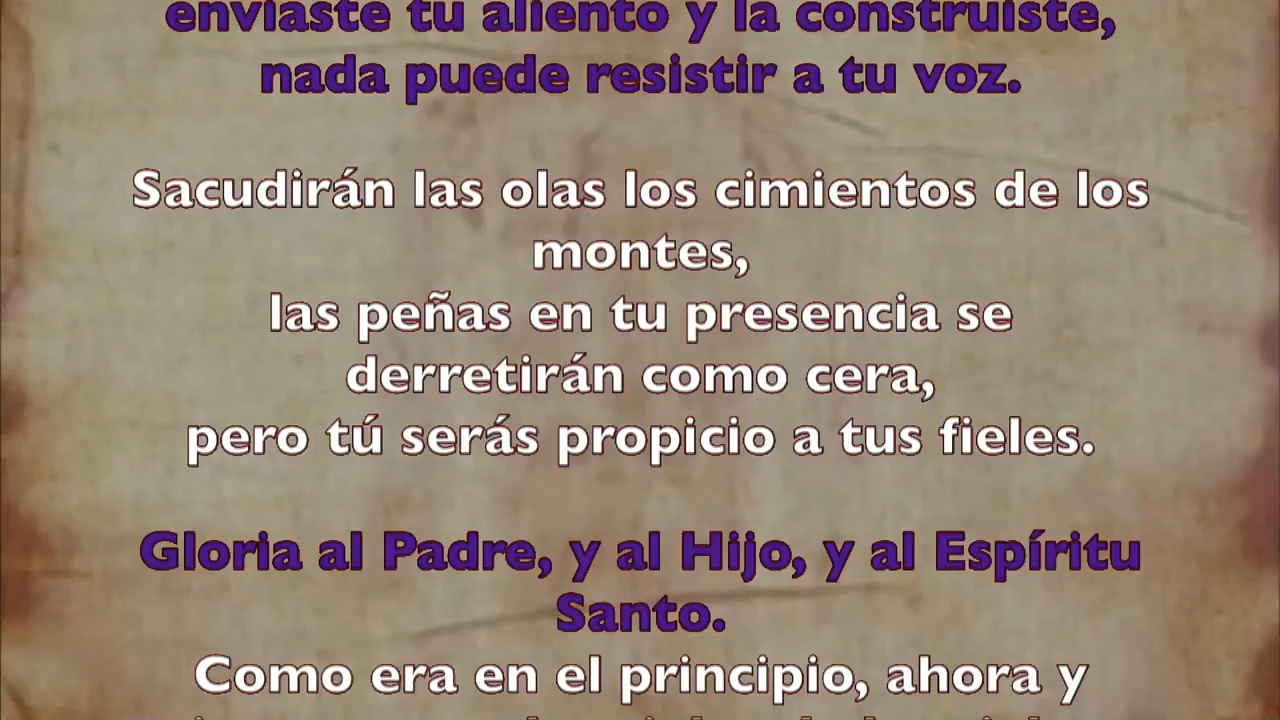 enviaste tu aliento y la construiste,
nada puede resistir a tu voz.
Sacudirán las olas los cimientos de los
montes,
las peñas en tu presencia se
derretirán como cera,
pero tú serás propicio a tus fieles.
Gloria al Padre, y al Hijo, y al Espíritu
Santo.
Como era en el principio, ahora y